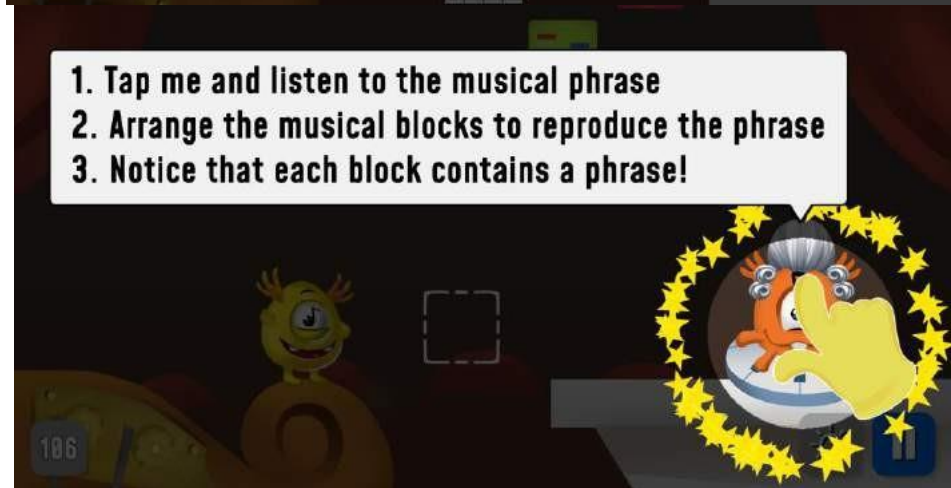 1. Tap me and listen to the musical phrase
2. Arrange the musical blocks to reproduce the phrase
3. Notice that each block contains a phrase!
106